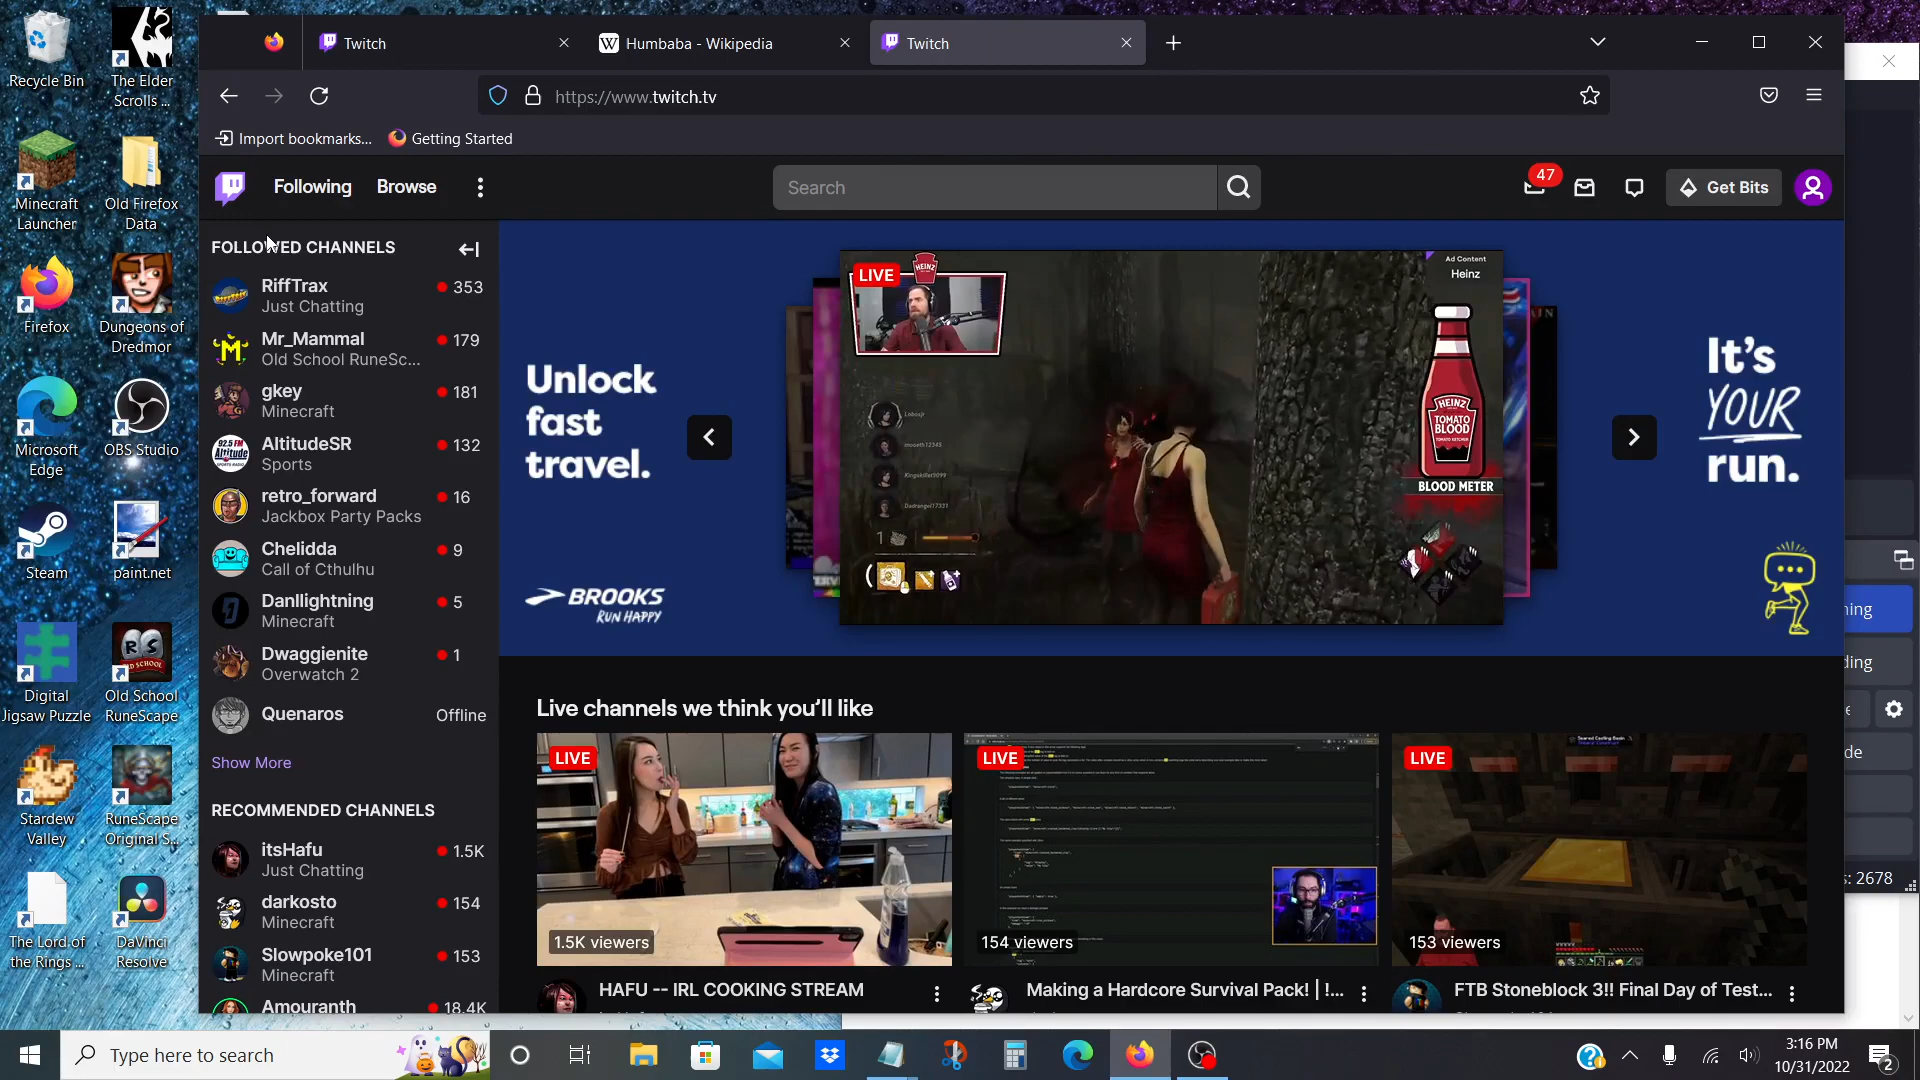 Recycle Bin
The Elder
Scrolls ...
Minecraft
Launcher
Old Firefox
Data
Firefox
Dungeons of
Dredmor
Microsoft
Edge
OBS Studio
Steam
paint.net
Digital
Jigsaw Puzzle
Old School
RuneScape
Stardew
Valley
RuneScape
Original S...
The Lord of
the Rings ...
DaVinci
Resolve
Twitch
Humbaba - Wikipedia
Twitch
https://www.twitch.tv
Import bookmarks...
Getting Started
Following
Browse
Search
47
Get Bits
FOLLOWED CHANNELS
RiffTrax
353
Just Chatting
Mr_Mammal
179
Old School RuneSc...
gkey
181
Minecraft
AltitudeSR
132
Sports
retro_forward
16
Jackbox Party Packs
Chelidda
9
Call of Cthulhu
Danllightning
5
Minecraft
Dwaggienite
1
Overwatch 2
Quenaros
Offline
Show More
RECOMMENDED CHANNELS
itsHafu
1.5K
Just Chatting
darkosto
154
Minecraft
Slowpoke101
153
Minecraft
Amouranth
18.4K
Unlock
fast
travel.
BROOKS
RUN HAPPY
LIVE
HEINZ
Ad Content
Heinz
HEINZ
TOMATO
BLOOD
TOMATO KETCHUP
BLOOD METER
It's
YOUR
run.
Live channels we think you'll like
LIVE
1.5K viewers
HAFU -- IRL COOKING STREAM
LIVE
154 viewers
Making a Hardcore Survival Pack! | !...
LIVE
153 viewers
FTB Stoneblock 3!! Final Day of Test...
: 2678
Type here to search
3:16 PM
10/31/2022
2